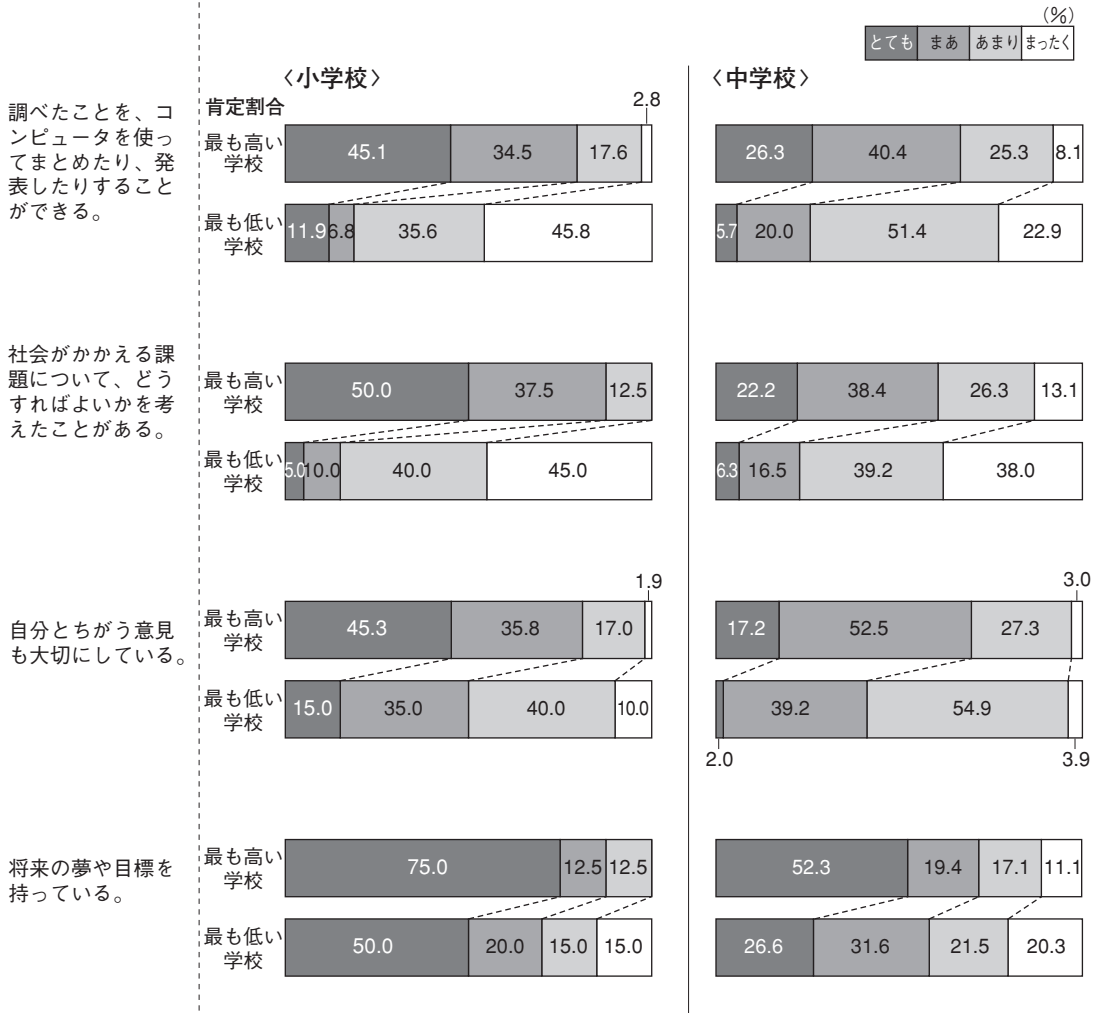 (%)
とても まあ あまり まったく
〈小学校〉 〈中学校〉
調べたことを、コ
ンピュータを使っ
てまとめたり、発
表したりすること
ができる。
肯定割合
2.8
最も高い
学校
45.1 34.5 17.6
26.3 40.4 25.3 8.1
最も低い
学校
11.9 6.8 35.6 45.8
5.7 20.0 51.4 22.9
社会がかかえる課
題について、どう
すればよいかを考
えたことがある。
最も高い
学校
50.0 37.5 12.5
22.2 38.4 26.3 13.1
最も低い
学校
5.0 10.0 40.0 45.0
6.3 16.5 39.2 38.0
自分とちがう意見
も大切にしている。
1.9
3.0
最も高い
学校
45.3 35.8 17.0
17.2 52.5 27.3
最も低い
学校
15.0 35.0 40.0 10.0
39.2 54.9
2.0 3.9
将来の夢や目標を
持っている。
最も高い
学校
75.0 12.5 12.5
52.3 19.4 17.1 11.1
最も低い
学校
50.0 20.0 15.0 15.0
26.6 31.6 21.5 20.3